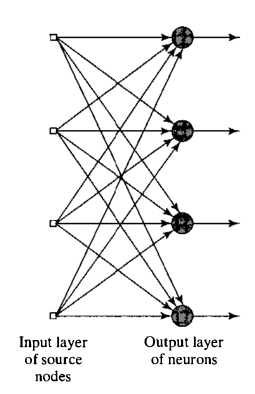 Input layer
of source
nodes
Output layer
of neurons